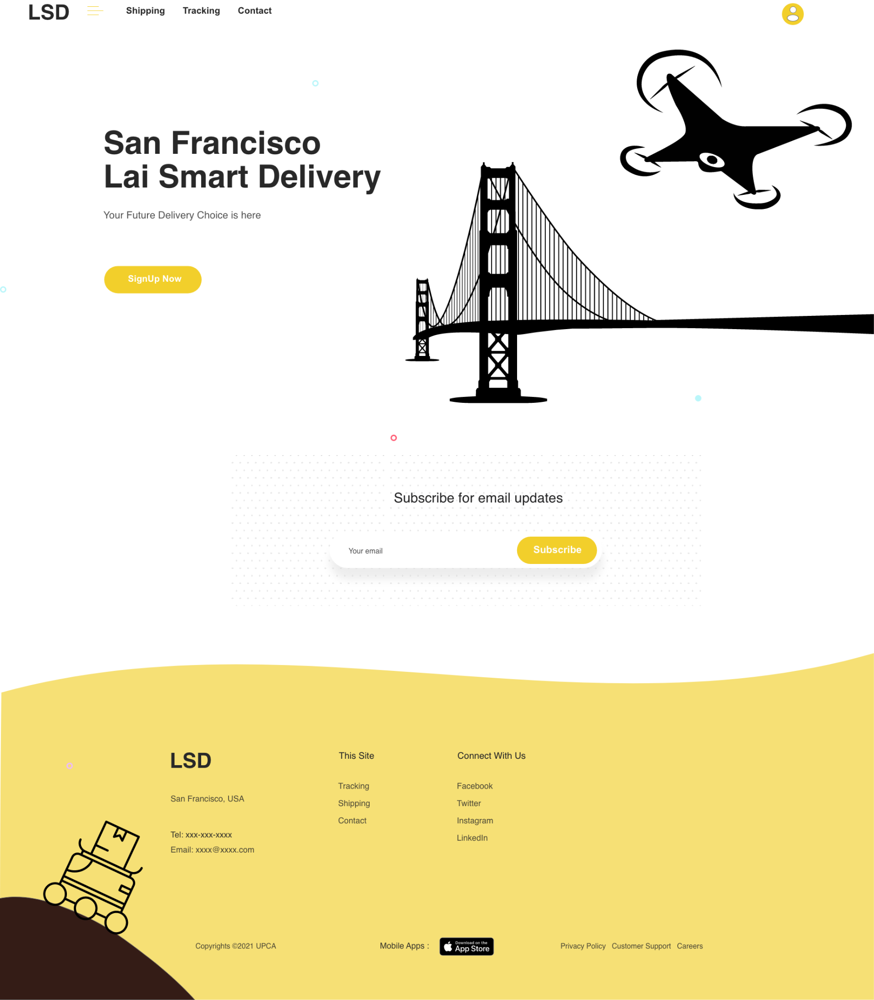 LSD
Shipping Tracking Contact
San Francisco
Lai Smart Delivery
Your Future Delivery Choice is here
SignUp Now
Subscribe for email updates
Your email
Subscribe
LSD
San Francisco, USA
Tel: xxx-xxx-xxxx
Email: xxxx@xxxx.com
This Site
Tracking
Shipping
Contact
Connect With Us
Facebook
Twitter
Instagram
LinkedIn
Copyrights ©2021 UPCA
Mobile Apps :
Download on the
App Store
Privacy Policy Customer Support Careers